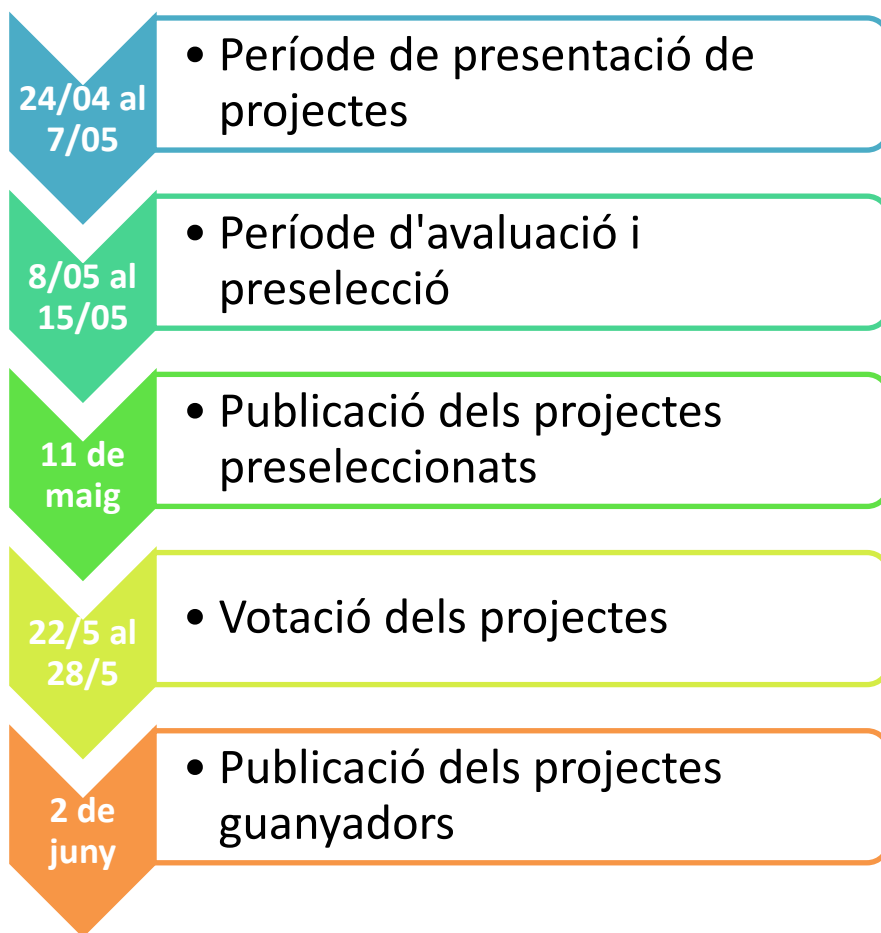 24/04 al
7/05
• Període de presentació de
projectes
8/05 al
15/05
• Període d'avaluació i
preselecció
11 de
maig
• Publicació dels projectes
preseleccionats
22/5 al
28/5
• Votació dels projectes
2 de
juny
• Publicació dels projectes
guanyadors